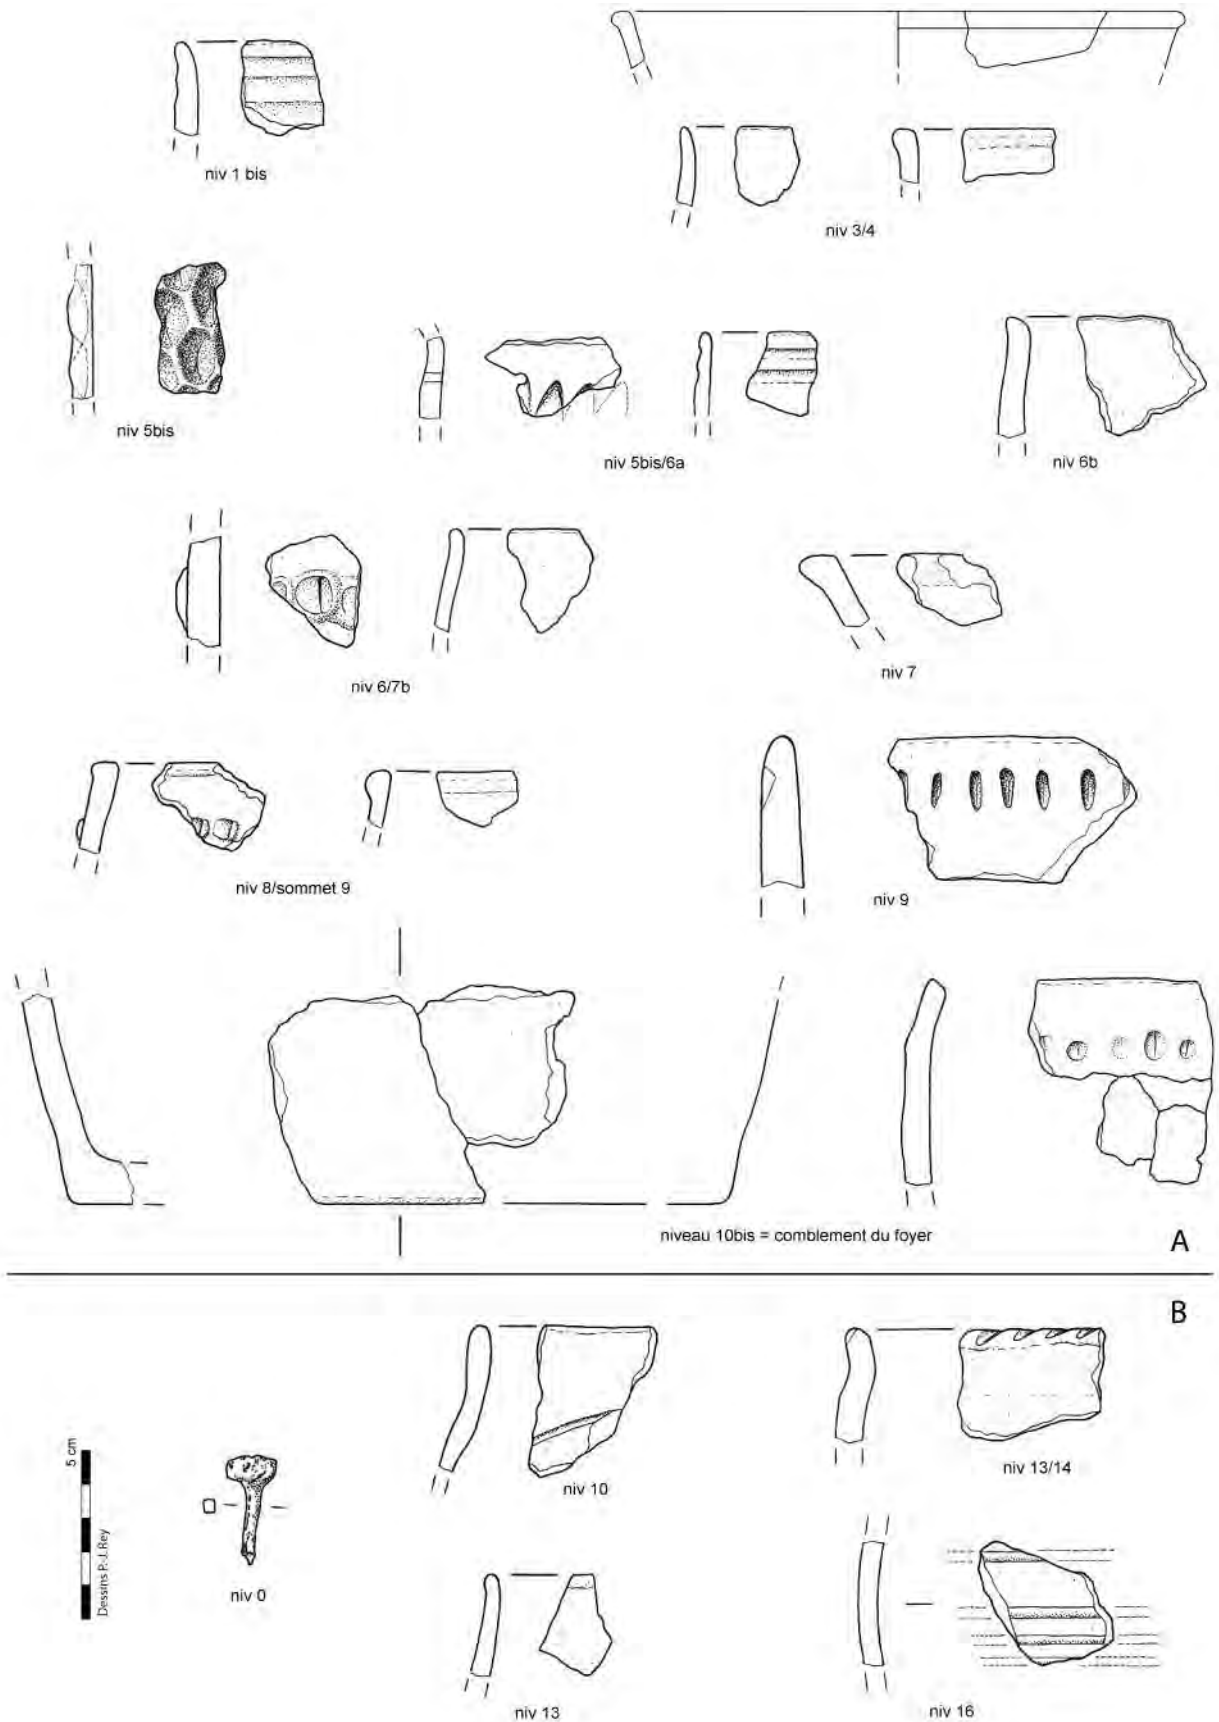 niv 1 bis
niv 3/4
niv 5bis
niv 5bis/6a
niv 6b
niv 6/7b
niv 7
niv 8/sommet 9
niv 9
niveau 10bis = comblement du foyer
A
B
5 cm
Dessins P.-J. Rey
niv 0
niv 10
niv 13/14
niv 13
niv 16